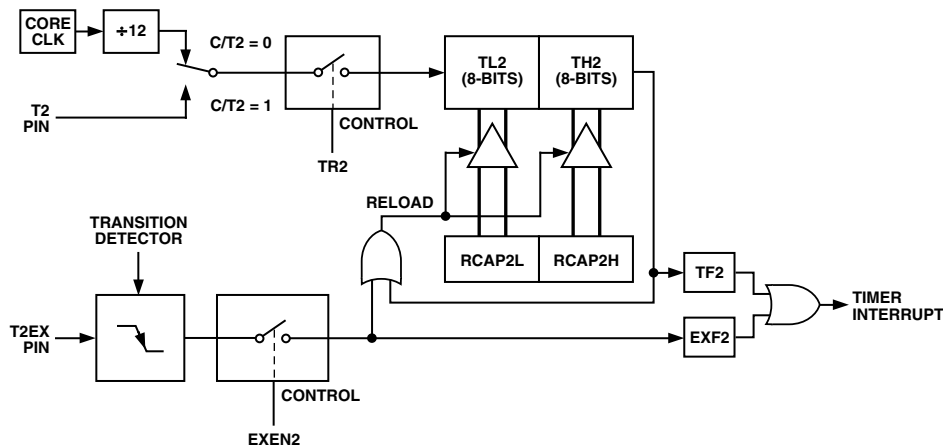 CORE
CLK
÷12
C/T2 = 0
C/T2 = 1
T2
PIN
CONTROL
TR2
TL2
(8-BITS)
TH2
(8-BITS)
RELOAD
TRANSITION
DETECTOR
RCAP2L
RCAP2H
TF2
TIMER
INTERRUPT
T2EX
PIN
EXF2
CONTROL
EXEN2